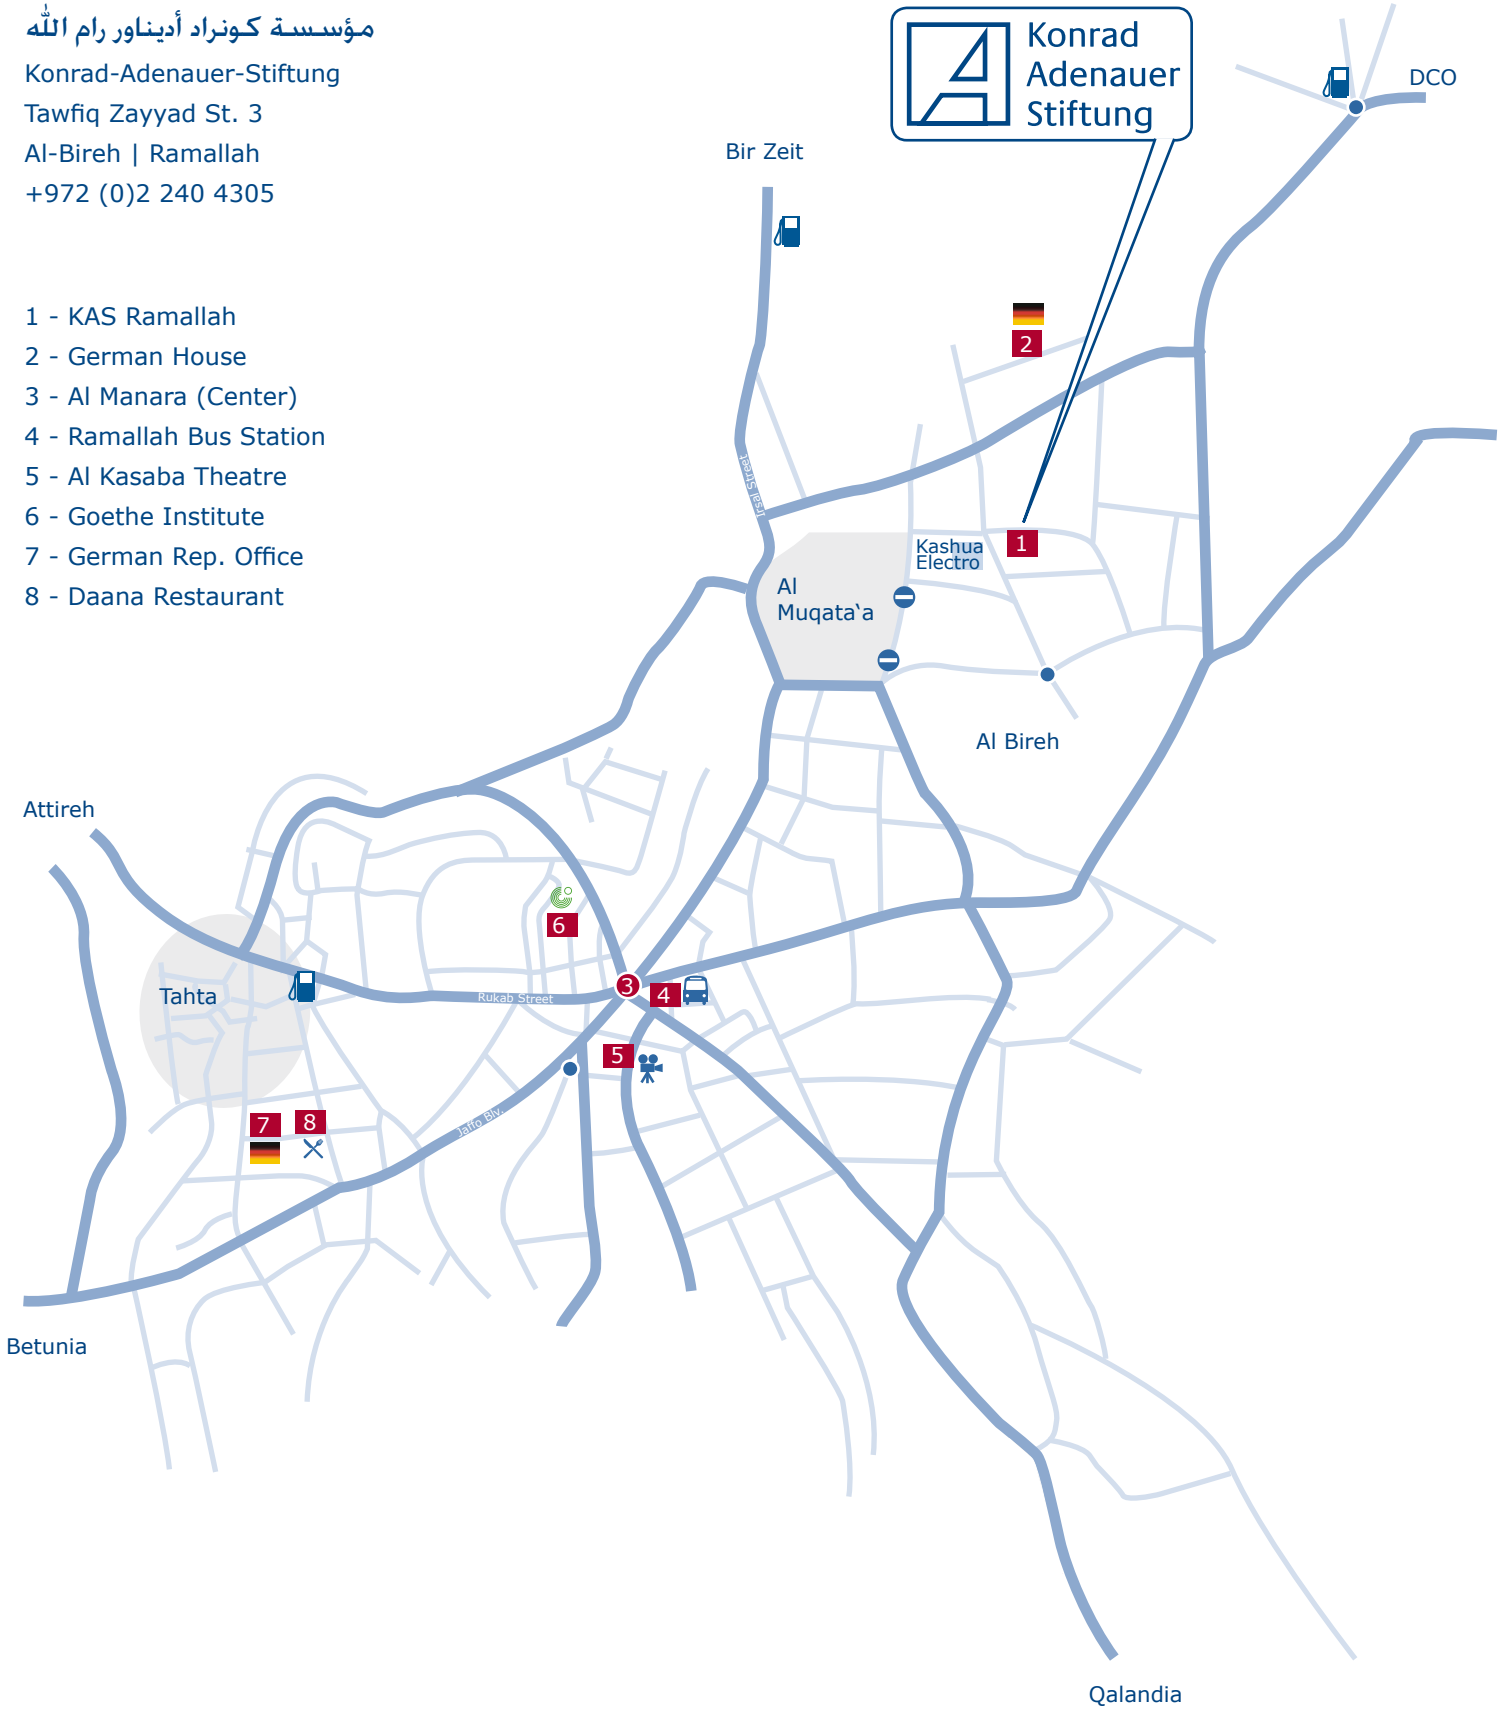 مؤسسة كونراد أديناور رام الله
Konrad-Adenauer-Stiftung
Tawfiq Zayyad St. 3
Al-Bireh | Ramallah
+972 (0)2 240 4305
1 - KAS Ramallah
2 - German House
3 - Al Manara (Center)
4 - Ramallah Bus Station
5 - Al Kasaba Theatre
6 - Goethe Institute
7 - German Rep. Office
8 - Daana Restaurant
Konrad
Adenauer
Stiftung
DCO
Bir Zeit
2
Irsal Street
1
Kashua
Electro
Al
Muqata‘a
Al Bireh
Attireh
6
Tahta
3
4
Rukab Street
5
7
8
Jaffo Blv.
Betunia
Qalandia